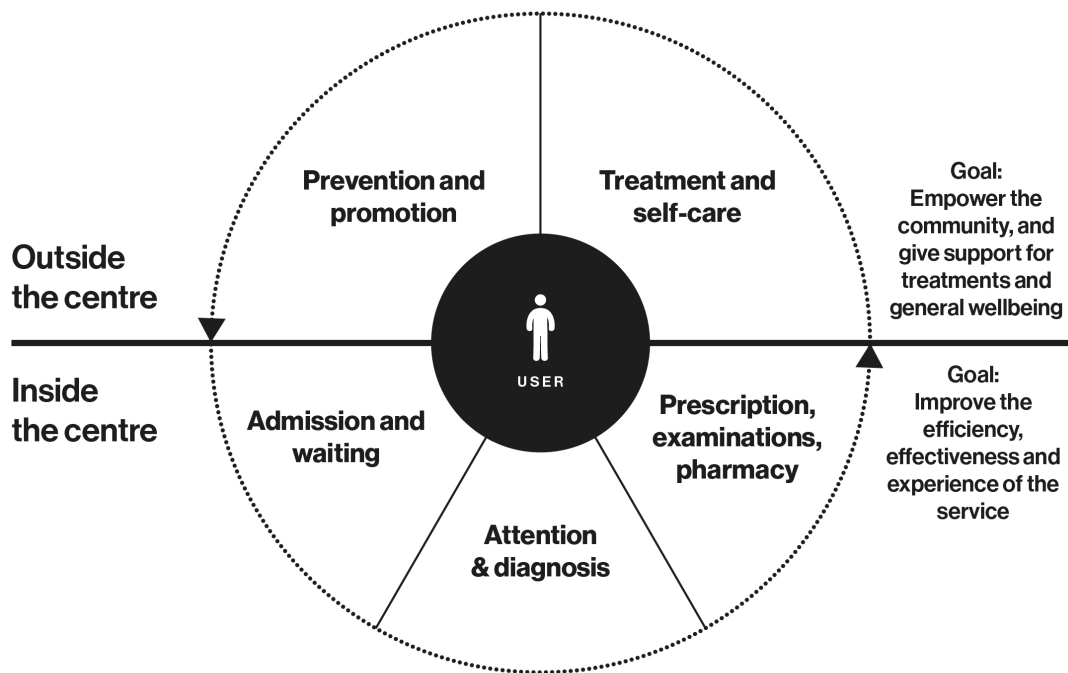 Prevention and
promotion
Treatment and
self-care
Goal:
Empower the
community, and
give support for
treatments and
general wellbeing
Outside
the centre
USER
Inside
the centre
Admission and
waiting
Attention
& diagnosis
Prescription,
examinations,
pharmacy
Goal:
Improve the
efficiency,
effectiveness and
experience of the
service